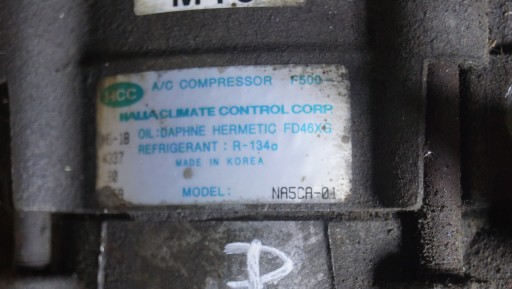 HCC A/C COMPRESSOR F500
HALLA CLIMATE CONTROL CORP.
OIL:DAPHNE HERMETIC FD46XG
REFRIGERANT : R-134a
4337
MADE IN KOREA
MODEL: NA5CA-01